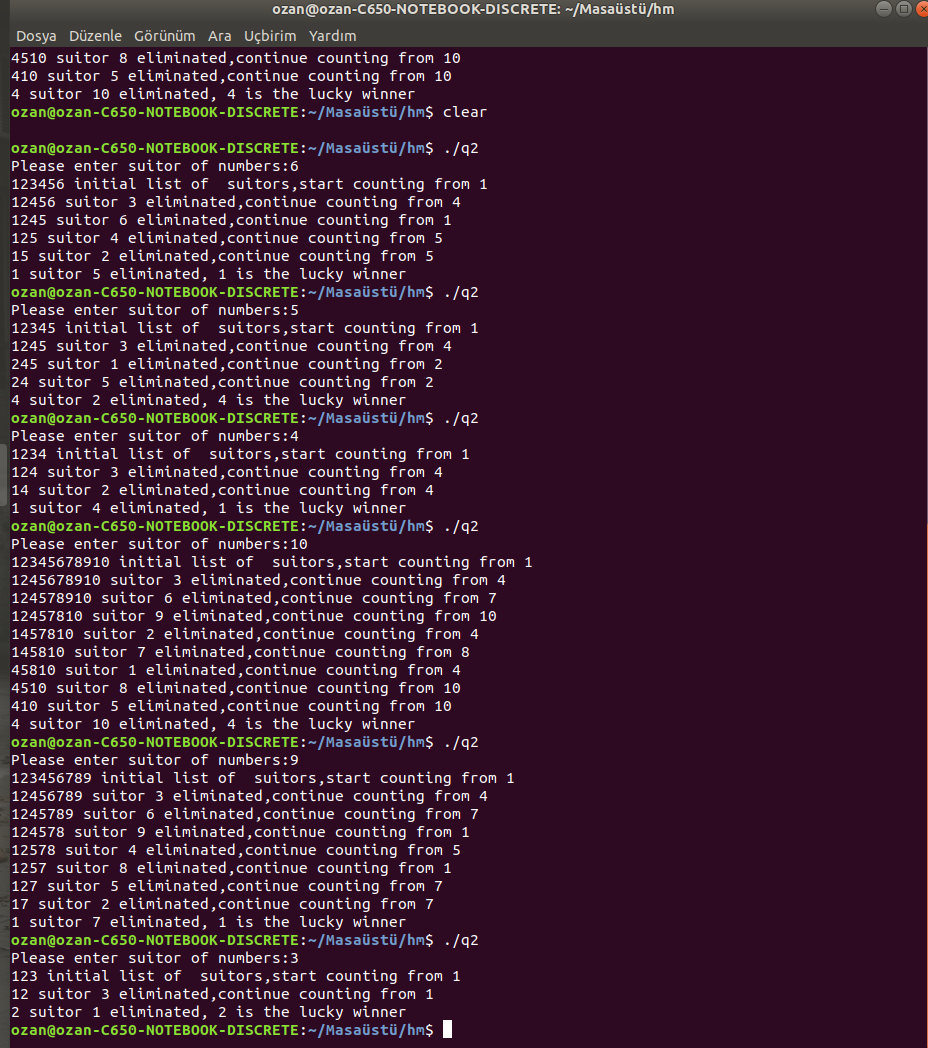 ozan@ozan-C650-NOTEBOOK-DISCRETE: ~/Masaüstü/hm
Dosya Düzenle Görünüm Ara Uçbirim Yardım
4510 suitor 8 eliminated,continue counting from 10
410 suitor 5 eliminated,continue counting from 10
4 suitor 10 eliminated, 4 is the lucky winner
ozan@ozan-C650-NOTEBOOK-DISCRETE:~/Masaüstü/hm$ clear
ozan@ozan-C650-NOTEBOOK-DISCRETE:~/Masaüstü/hm$ ./q2
Please enter suitor of numbers:6
123456 initial list of  suitors,start counting from 1
12456 suitor 3 eliminated,continue counting from 4
1245 suitor 6 eliminated,continue counting from 1
125 suitor 4 eliminated,continue counting from 5
15 suitor 2 eliminated,continue counting from 5
1 suitor 5 eliminated, 1 is the lucky winner
ozan@ozan-C650-NOTEBOOK-DISCRETE:~/Masaüstü/hm$ ./q2
Please enter suitor of numbers:5
12345 initial list of  suitors,start counting from 1
1245 suitor 3 eliminated,continue counting from 4
245 suitor 1 eliminated,continue counting from 2
24 suitor 5 eliminated,continue counting from 2
4 suitor 2 eliminated, 4 is the lucky winner
ozan@ozan-C650-NOTEBOOK-DISCRETE:~/Masaüstü/hm$ ./q2
Please enter suitor of numbers:4
1234 initial list of  suitors,start counting from 1
124 suitor 3 eliminated,continue counting from 4
14 suitor 2 eliminated,continue counting from 4
1 suitor 4 eliminated, 1 is the lucky winner
ozan@ozan-C650-NOTEBOOK-DISCRETE:~/Masaüstü/hm$ ./q2
Please enter suitor of numbers:10
12345678910 initial list of  suitors,start counting from 1
1245678910 suitor 3 eliminated,continue counting from 4
124578910 suitor 6 eliminated,continue counting from 7
12457810 suitor 9 eliminated,continue counting from 10
1457810 suitor 2 eliminated,continue counting from 4
145810 suitor 7 eliminated,continue counting from 8
45810 suitor 1 eliminated,continue counting from 4
4510 suitor 8 eliminated,continue counting from 10
410 suitor 5 eliminated,continue counting from 10
4 suitor 10 eliminated, 4 is the lucky winner
ozan@ozan-C650-NOTEBOOK-DISCRETE:~/Masaüstü/hm$ ./q2
Please enter suitor of numbers:9
123456789 initial list of  suitors,start counting from 1
12456789 suitor 3 eliminated,continue counting from 4
1245789 suitor 6 eliminated,continue counting from 7
124578 suitor 9 eliminated,continue counting from 1
12578 suitor 4 eliminated,continue counting from 5
1257 suitor 8 eliminated,continue counting from 1
127 suitor 5 eliminated,continue counting from 7
17 suitor 2 eliminated,continue counting from 7
1 suitor 7 eliminated, 1 is the lucky winner
ozan@ozan-C650-NOTEBOOK-DISCRETE:~/Masaüstü/hm$ ./q2
Please enter suitor of numbers:3
123 initial list of  suitors,start counting from 1
12 suitor 3 eliminated,continue counting from 1
2 suitor 1 eliminated, 2 is the lucky winner
ozan@ozan-C650-NOTEBOOK-DISCRETE:~/Masaüstü/hm$